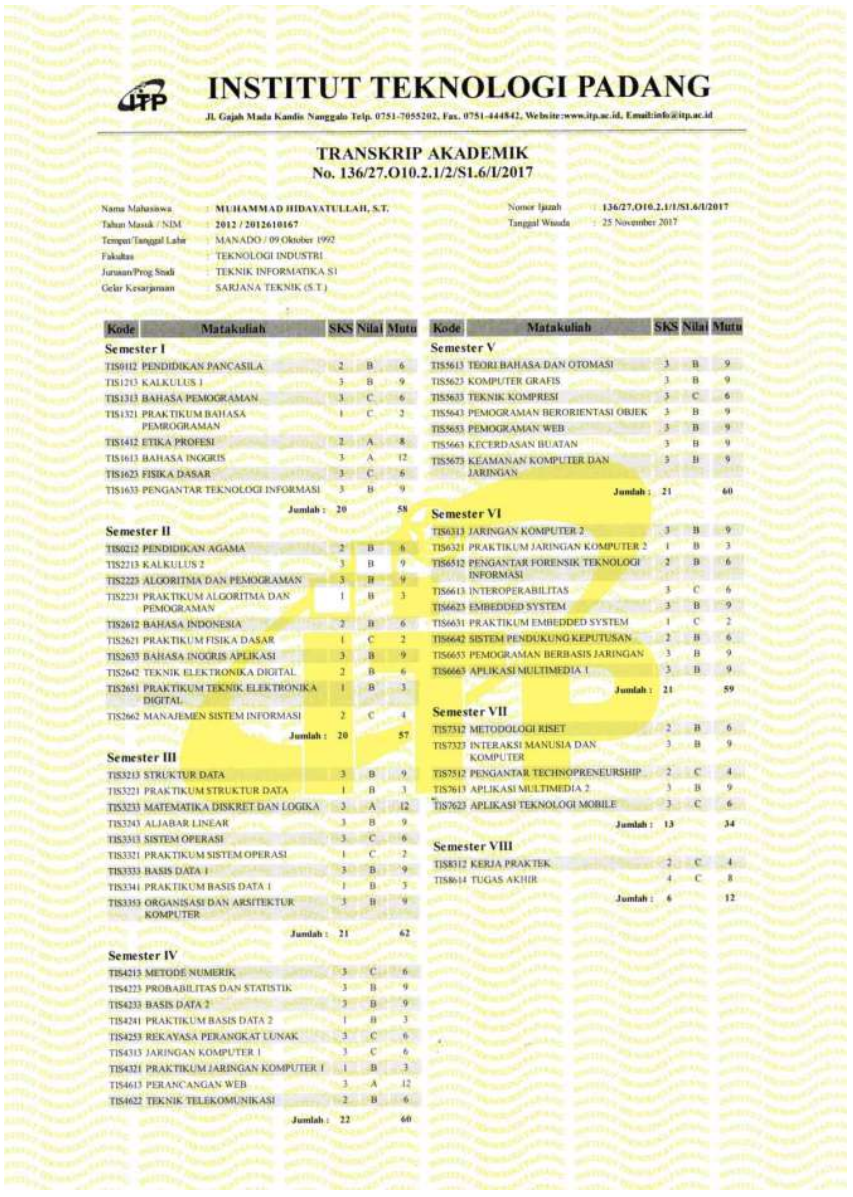 ITP
INSTITUT TEKNOLOGI PADANG
Jl. Gajah Mada Kandis Nanggalo Telp. 0751-7055202, Fax. 0751-444842, Website:www.itp.ac.id, Email:info@itp.ac.id
TRANSKRIP AKADEMIK
No. 136/27.O10.2.1/2/S1.6/I/2017
Nama Mahasiswa : MUHAMMAD HIDAYATULLAH, S.T.
Tahun Masuk / NIM : 2012 / 2012610167
Tempat/Tanggal Lahir : MANADO / 09 Oktober 1992
Fakultas : TEKNOLOGI INDUSTRI
Jurusan/Prog Studi : TEKNIK INFORMATIKA S1
Gelar Kesarjanaan : SARJANA TEKNIK (S.T.)
Nomor Ijazah : 136/27.O10.2.1/1/S1.6/I/2017
Tanggal Wisuda : 25 November 2017
Kode Matakuliah SKS Nilai Mutu
Semester I
TIS0112 PENDIDIKAN PANCASILA 2 B 6
TIS1213 KALKULUS 1 3 B 9
TIS1313 BAHASA PEMOGRAMAN 3 C 6
TIS1321 PRAKTIKUM BAHASA 1 C 2
PEMROGRAMAN
TIS1412 ETIKA PROFESI 2 A 8
TIS1613 BAHASA INGGRIS 3 A 12
TIS1623 FISIKA DASAR 3 C 6
TIS1633 PENGANTAR TEKNOLOGI INFORMASI 3 B 9
Jumlah : 20 58
Semester II
TIS0212 PENDIDIKAN AGAMA 2 B 6
TIS2213 KALKULUS 2 3 B 9
TIS2223 ALGORITMA DAN PEMOGRAMAN 3 B 9
TIS2231 PRAKTIKUM ALGORITMA DAN 1 B 3
PEMOGRAMAN
TIS2612 BAHASA INDONESIA 2 B 6
TIS2621 PRAKTIKUM FISIKA DASAR 1 C 2
TIS2633 BAHASA INGGRIS APLIKASI 3 B 9
TIS2642 TEKNIK ELEKTRONIKA DIGITAL 2 B 6
TIS2651 PRAKTIKUM TEKNIK ELEKTRONIKA 1 B 3
DIGITAL
TIS2662 MANAJEMEN SISTEM INFORMASI 2 C 4
Jumlah : 20 57
Semester III
TIS3213 STRUKTUR DATA 3 B 9
TIS3221 PRAKTIKUM STRUKTUR DATA 1 B 3
TIS3233 MATEMATIKA DISKRET DAN LOGIKA 3 A 12
TIS3243 ALJABAR LINEAR 3 B 9
TIS3313 SISTEM OPERASI 3 C 6
TIS3321 PRAKTIKUM SISTEM OPERASI 1 C 2
TIS3333 BASIS DATA 1 3 B 9
TIS3341 PRAKTIKUM BASIS DATA 1 1 B 3
TIS3353 ORGANISASI DAN ARSITEKTUR 3 B 9
KOMPUTER
Jumlah : 21 62
Semester IV
TIS4213 METODE NUMERIK 3 C 6
TIS4223 PROBABILITAS DAN STATISTIK 3 B 9
TIS4233 BASIS DATA 2 3 B 9
TIS4241 PRAKTIKUM BASIS DATA 2 1 B 3
TIS4253 REKAYASA PERANGKAT LUNAK 3 C 6
TIS4313 JARINGAN KOMPUTER 1 3 C 6
TIS4321 PRAKTIKUM JARINGAN KOMPUTER 1 1 B 3
TIS4613 PERANCANGAN WEB 3 A 12
TIS4622 TEKNIK TELEKOMUNIKASI 2 B 6
Jumlah : 22 60
Kode Matakuliah SKS Nilai Mutu
Semester V
TIS5613 TEORI BAHASA DAN OTOMASI 3 B 9
TIS5623 KOMPUTER GRAFIS 3 B 9
TIS5633 TEKNIK KOMPRESI 3 C 6
TIS5643 PEMOGRAMAN BERORIENTASI OBJEK 3 B 9
TIS5653 PEMOGRAMAN WEB 3 B 9
TIS5663 KECERDASAN BUATAN 3 B 9
TIS5673 KEAMANAN KOMPUTER DAN 3 B 9
JARINGAN
Jumlah : 21 60
Semester VI
TIS6313 JARINGAN KOMPUTER 2 3 B 9
TIS6321 PRAKTIKUM JARINGAN KOMPUTER 2 1 B 3
TIS6512 PENGANTAR FORENSIK TEKNOLOGI 2 B 6
INFORMASI
TIS6613 INTEROPERABILITAS 3 C 6
TIS6623 EMBEDDED SYSTEM 3 B 9
TIS6631 PRAKTIKUM EMBEDDED SYSTEM 1 C 2
TIS6642 SISTEM PENDUKUNG KEPUTUSAN 2 B 6
TIS6653 PEMOGRAMAN BERBASIS JARINGAN 3 B 9
TIS6663 APLIKASI MULTIMEDIA 1 3 B 9
Jumlah : 21 59
Semester VII
TIS7312 METODOLOGI RISET 2 B 6
TIS7323 INTERAKSI MANUSIA DAN 3 B 9
KOMPUTER
TIS7512 PENGANTAR TECHNOPRENEURSHIP 2 C 4
TIS7613 APLIKASI MULTIMEDIA 2 3 B 9
TIS7623 APLIKASI TEKNOLOGI MOBILE 3 C 6
Jumlah : 13 34
Semester VIII
TIS8312 KERJA PRAKTEK 2 C 4
TIS8614 TUGAS AKHIR 4 C 8
Jumlah : 6 12